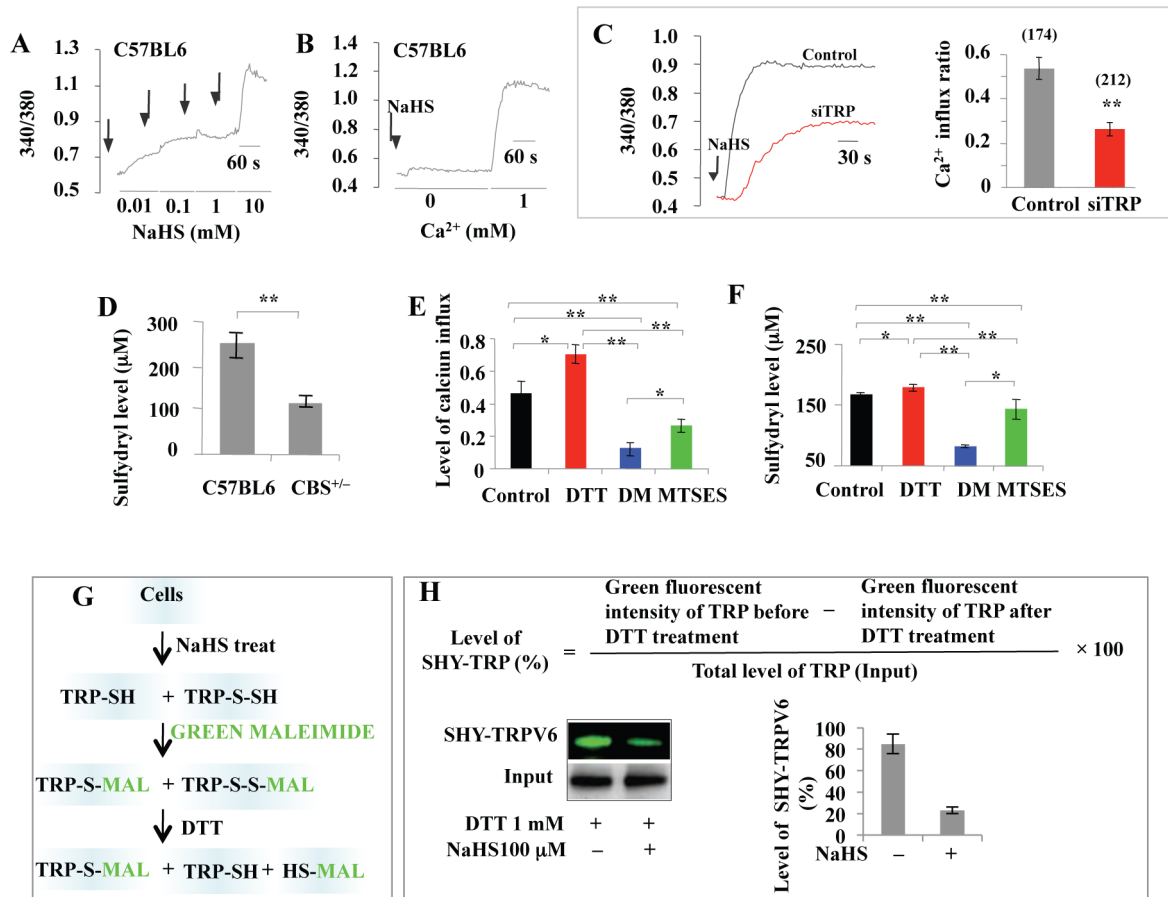 A
C57BL6
340/380
1.3
1.1
0.9
0.7
0.5
60 s
0.01 0.1 1 10
NaHS (mM)
B
C57BL6
340/380
1.4
1.2
1.0
0.8
0.6
0.4
NaHS
60 s
0 1
Ca²⁺ (mM)
C
340/380
0.9
0.8
0.7
0.6
0.5
0.4
Control
siTRP
NaHS
30 s
Ca²⁺ influx ratio
0.6
0.4
0.2
0
(174)
(212)
**
Control siTRP
D
Sulfydryl level (µM)
300
200
100
0
**
C57BL6 CBS⁺/⁻
E
Level of calciun influx
0.8
0.6
0.4
0.2
0
**
**
**
*
**
*
Control DTT DM MTSES
F
Sulfydryl level (µM)
250
150
50
**
**
**
*
**
*
Control DTT DM MTSES
G
Cells
NaHS treat
TRP-SH + TRP-S-SH
GREEN MALEIMIDE
TRP-S-MAL + TRP-S-S-MAL
DTT
TRP-S-MAL + TRP-SH + HS-MAL
H
Level of
SHY-TRP (%)
=
Green fluorescent
intensity of TRP before
DTT treatment
–
Green fluorescent
intensity of TRP after
DTT treatment
Total level of TRP (Input)
× 100
SHY-TRPV6
Input
DTT 1 mM + +
NaHS100 µM – +
Level of SHY-TRPV6
(%)
100
80
60
40
20
0
NaHS – +